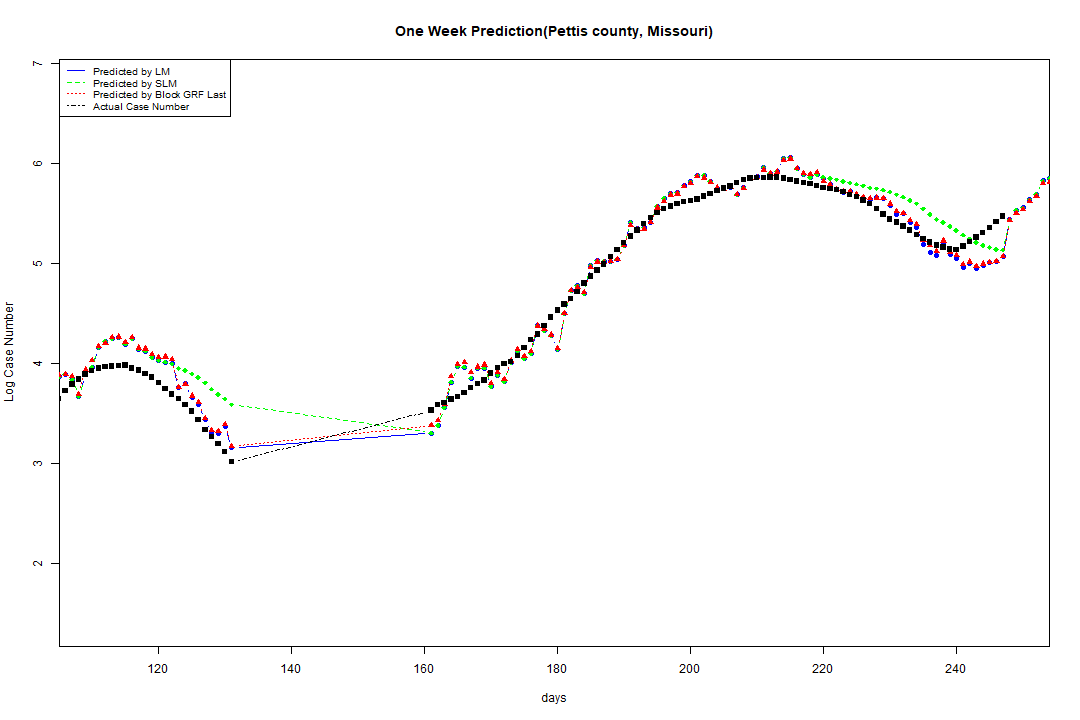 One Week Prediction(Pettis county, Missouri)
Predicted by LM
Predicted by SLM
Predicted by Block GRF Last
Actual Case Number
7
6
5
4
3
2
Log Case Number
120 140 160 180 200 220 240
days